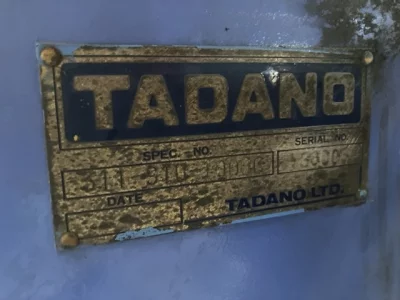 TADANO
SPEC. NO.
SERIAL NO.
DATE
TADANO LTD.